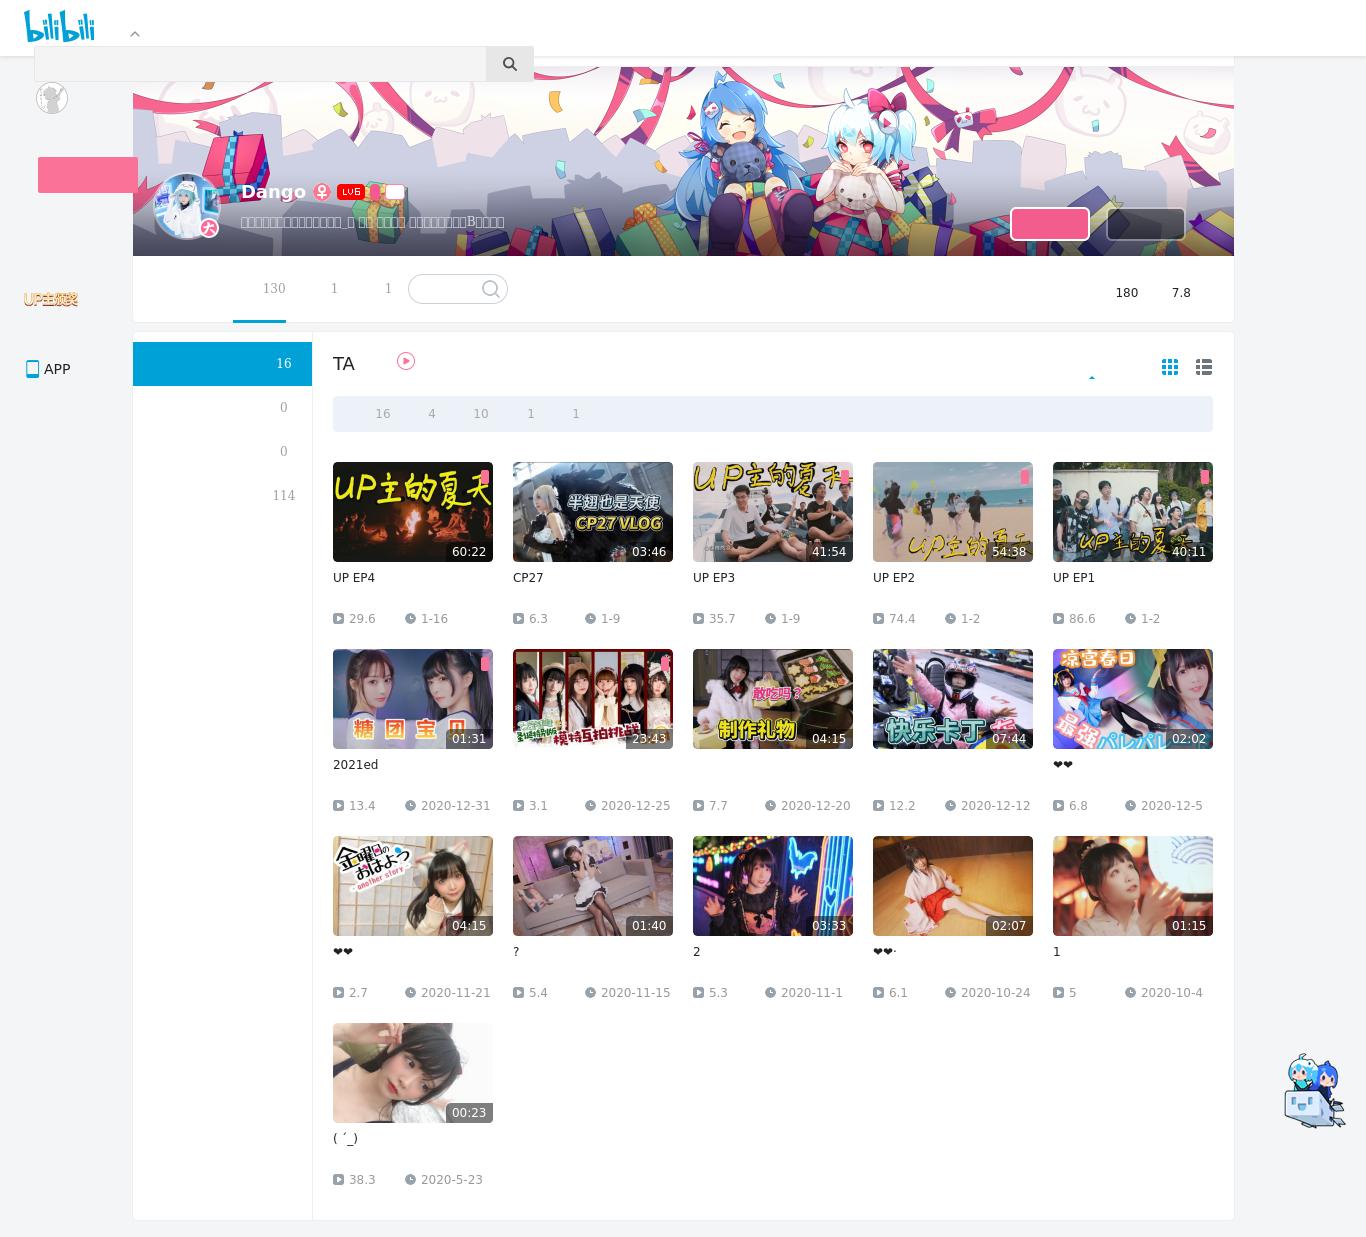 bilibili
Dango LV6
B
130 1 1 180 7.8
UP主颁奖
APP
16
0
0
114
TA
16 4 10 1 1
UP主的夏天
60:22
半翅也是天使
CP27 VLOG
03:46
UP主的夏天
41:54
UP主的夏天
54:38
UP主的夏天
40:11
UP EP4 CP27 UP EP3 UP EP2 UP EP1
29.6 1-16 6.3 1-9 35.7 1-9 74.4 1-2 86.6 1-2
糖团宝贝
01:31
模特互拍挑战
23:43
敢吃吗?
制作礼物
04:15
快乐卡丁
07:44
凉宫春日
最强パレパレ
02:02
2021ed ❤❤
13.4 2020-12-31 3.1 2020-12-25 7.7 2020-12-20 12.2 2020-12-12 6.8 2020-12-5
金曜日のおはよう
-another story-
04:15
01:40
03:33
02:07
01:15
❤❤ ? 2 ❤❤· 1
2.7 2020-11-21 5.4 2020-11-15 5.3 2020-11-1 6.1 2020-10-24 5 2020-10-4
00:23
( ´_)
38.3 2020-5-23